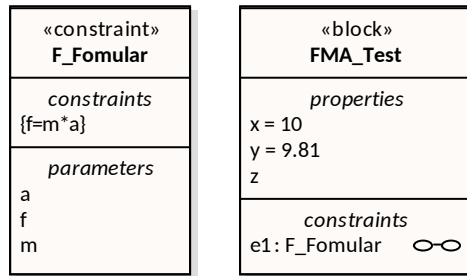 «constraint»
F_Fomular
constraints
{f=m*a}
parameters
a
f
m
«block»
FMA_Test
properties
x = 10
y = 9.81
z
constraints
e1 : F_Fomular